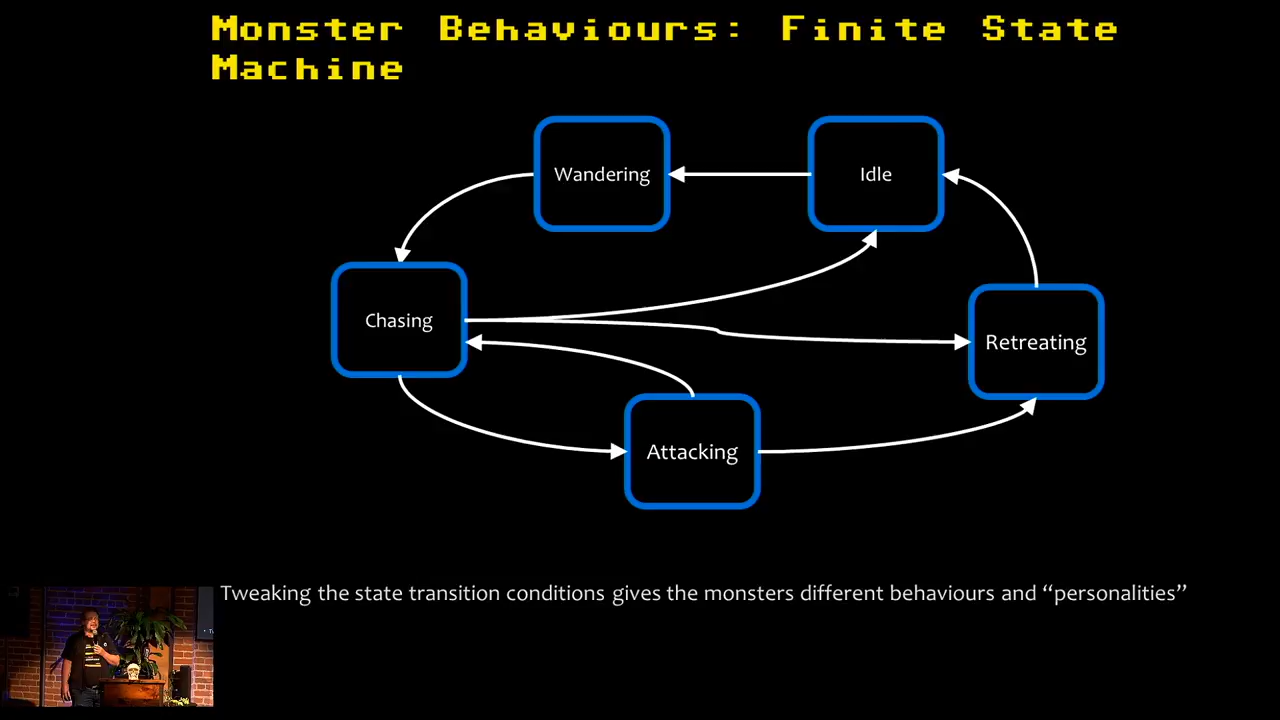 Monster Behaviours: Finite State
Machine
Wandering
Idle
Chasing
Retreating
Attacking
Tweaking the state transition conditions gives the monsters different behaviours and “personalities”